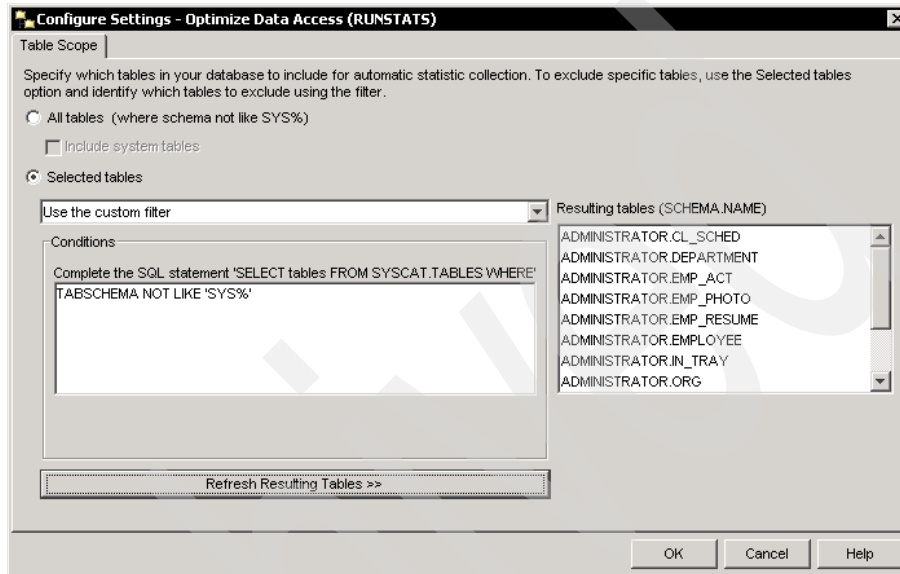 Configure Settings - Optimize Data Access (RUNSTATS)
Table Scope
Specify which tables in your database to include for automatic statistic collection. To exclude specific tables, use the Selected tables
option and identify which tables to exclude using the filter.
All tables (where schema not like SYS%)
Include system tables
Selected tables
Use the custom filter
Conditions
Complete the SQL statement 'SELECT tables FROM SYSCAT.TABLES WHERE'
TABSCHEMA NOT LIKE 'SYS%'
Refresh Resulting Tables >>
Resulting tables (SCHEMA.NAME)
ADMINISTRATOR.CL_SCHED
ADMINISTRATOR.DEPARTMENT
ADMINISTRATOR.EMP_ACT
ADMINISTRATOR.EMP_PHOTO
ADMINISTRATOR.EMP_RESUME
ADMINISTRATOR.EMPLOYEE
ADMINISTRATOR.IN_TRAY
ADMINISTRATOR.ORG
OK
Cancel
Help